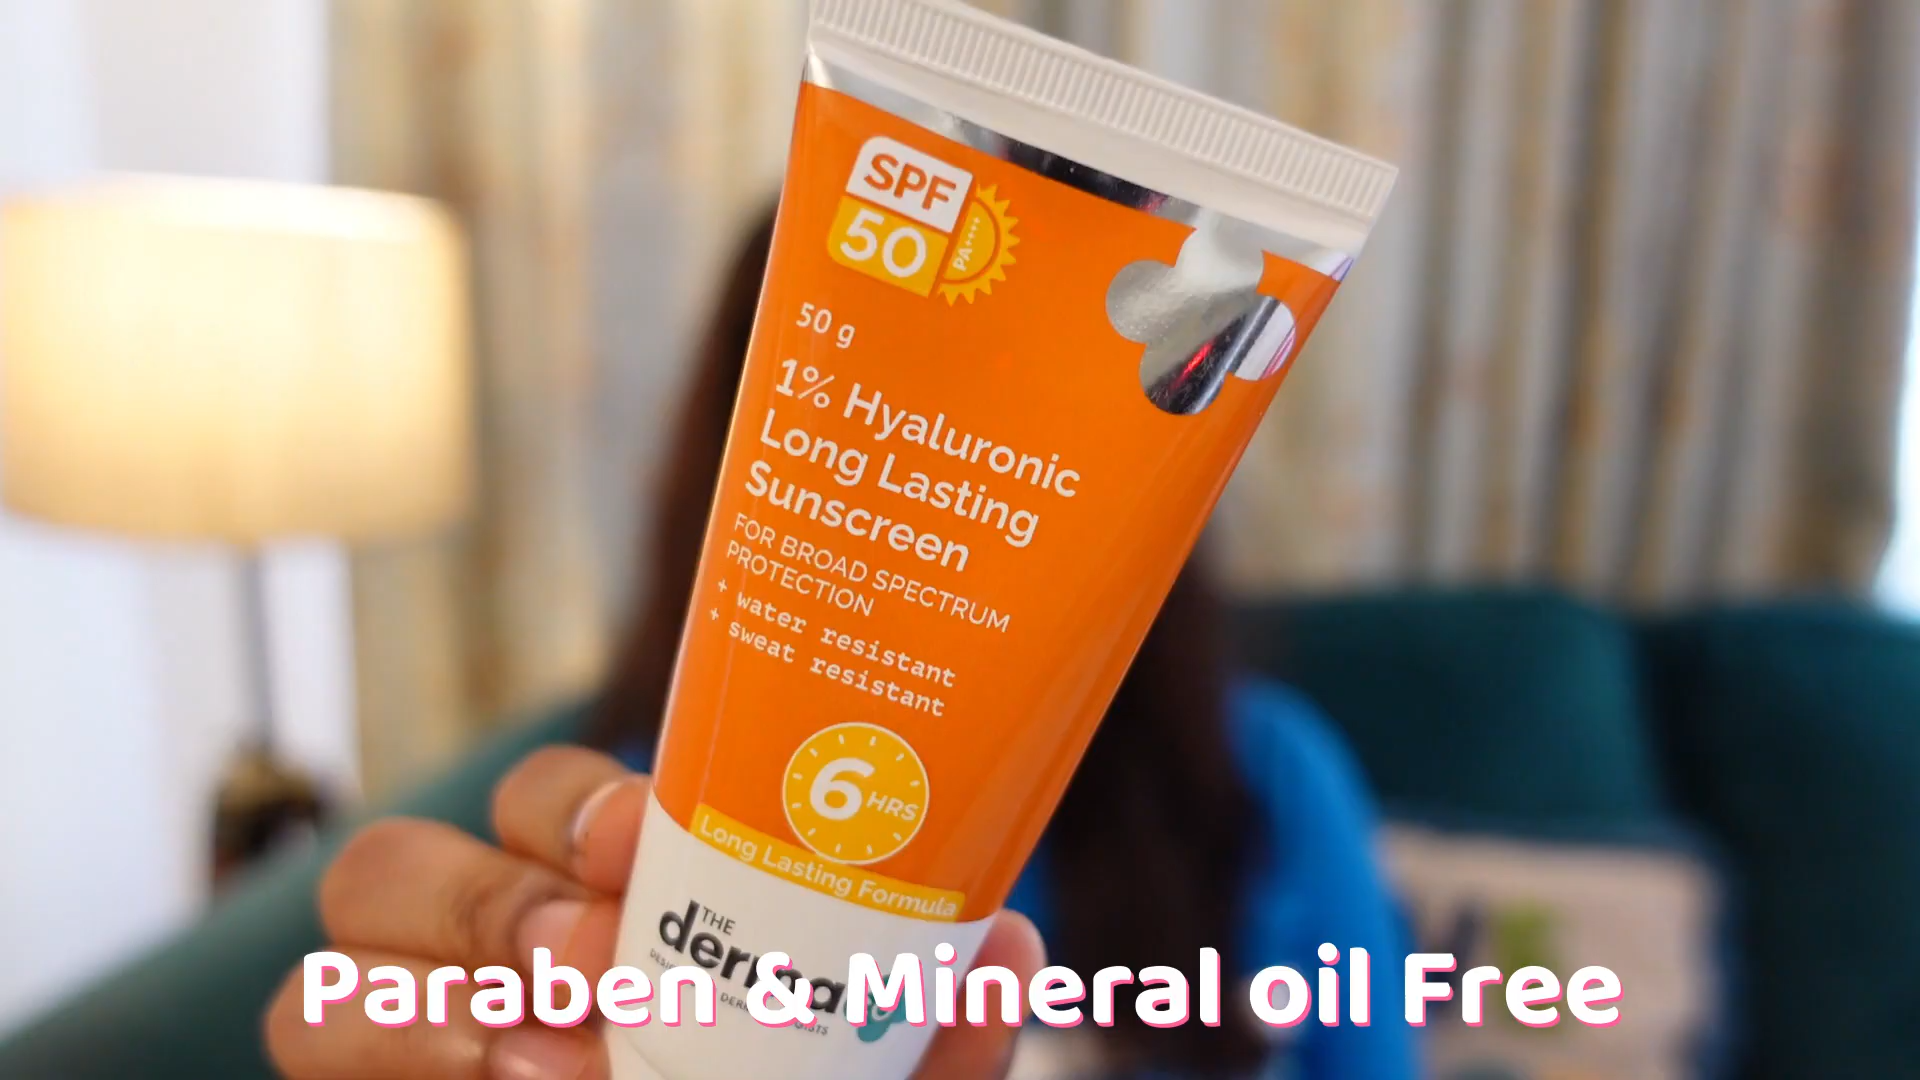 SPF
50
PA++++
50 g
1% Hyaluronic
Long Lasting
Sunscreen
FOR BROAD SPECTRUM
PROTECTION
+ water resistant
+ sweat resistant
6 HRS
Long Lasting Formula
THE
derma
Paraben & Mineral oil Free